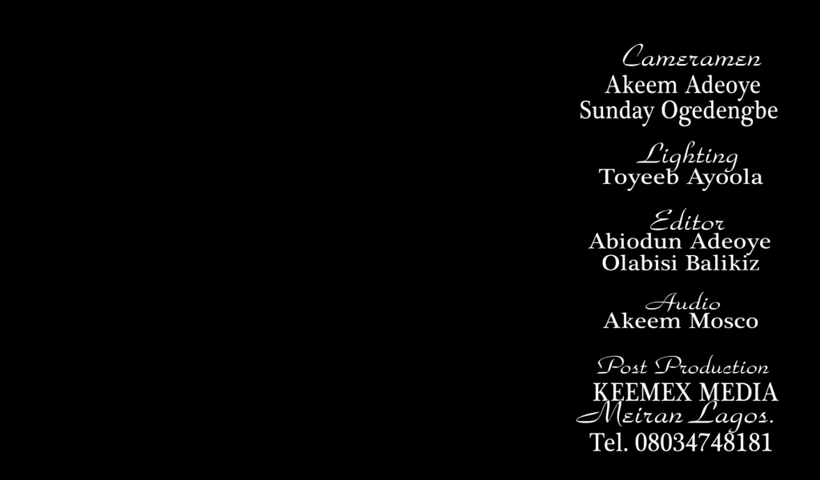 Cameramen
Akeem Adeoye
Sunday Ogedengbe
Lighting
Toyeeb Ayoola
Editor
Abiodun Adeoye
Olabisi Balikiz
Audio
Akeem Mosco
Post Production
KEEMEX MEDIA
Meiran Lagos.
Tel. 08034748181